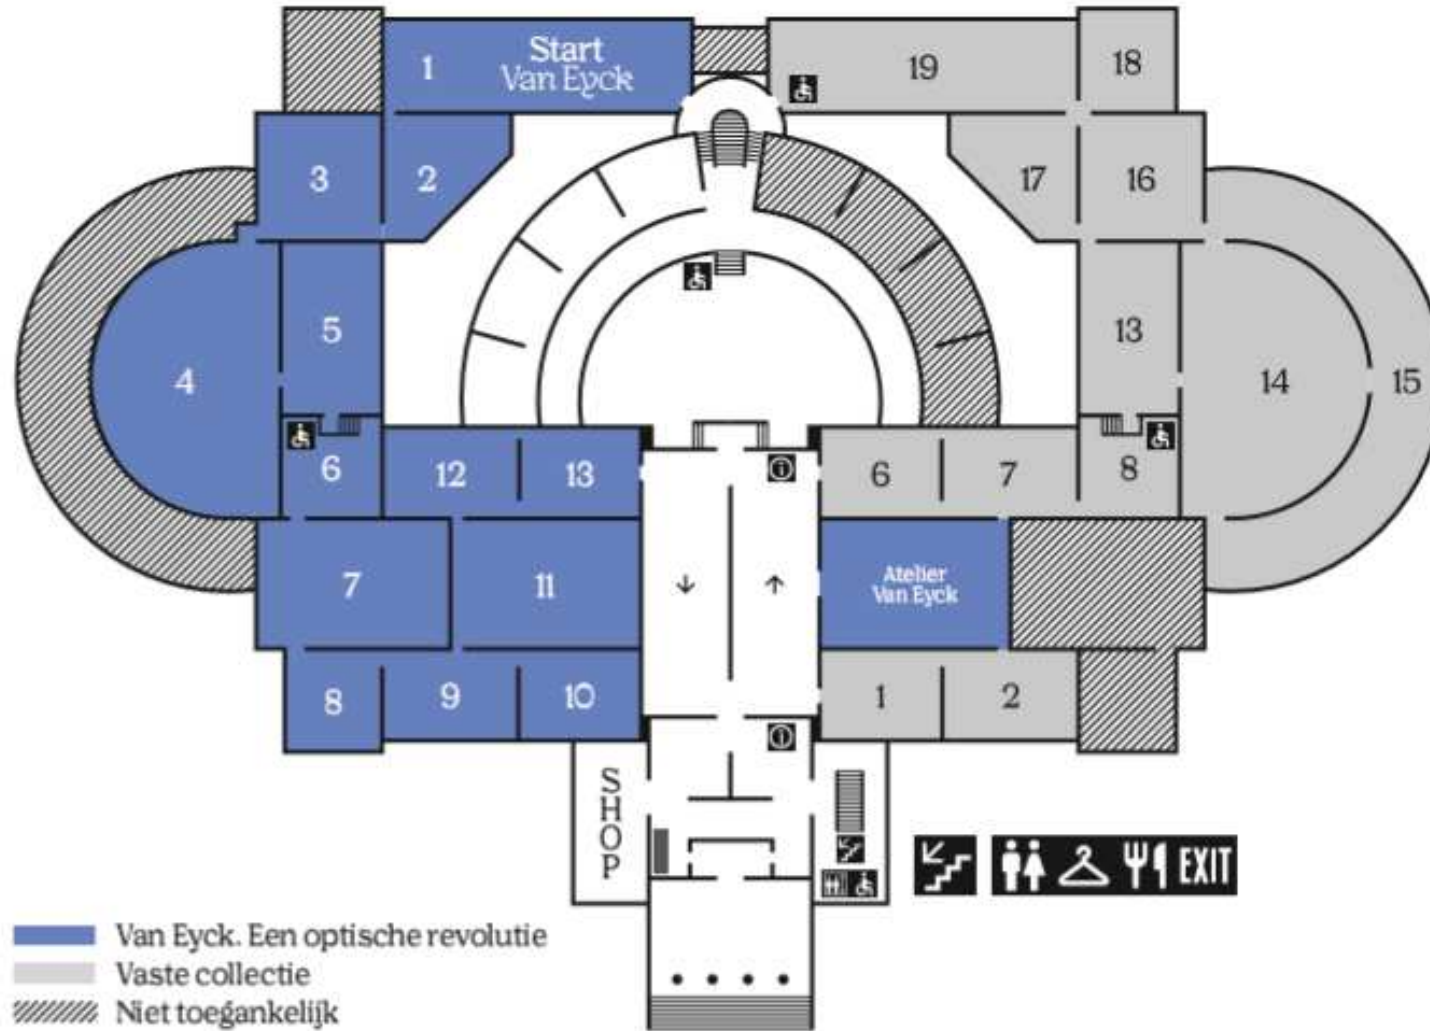 1
Start
Van Eyck
19
18
3
2
17
16
5
4
13
14
15
6
12
13
6
7
8
7
11
Atelier
Van Eyck
8
9
10
1
2
SHOP
EXIT
Van Eyck. Een optische revolutie
Vaste collectie
Niet toegankelijk